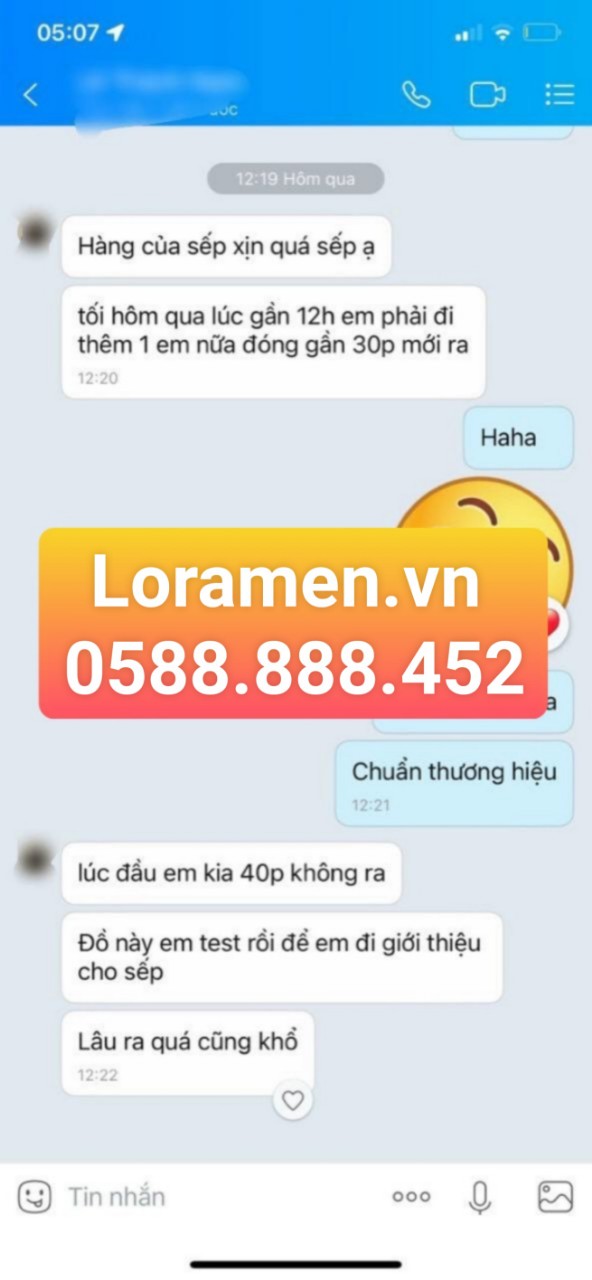 05:07
12:19 Hôm qua
Hàng của sếp xịn quá sếp ạ
tối hôm qua lúc gần 12h em phải đi
thêm 1 em nữa đóng gần 30p mới ra
12:20
Haha
Loramen.vn
0588.888.452
Chuẩn thương hiệu
12:21
lúc đầu em kia 40p không ra
Đồ này em test rồi để em đi giới thiệu
cho sếp
Lâu ra quá cũng khổ
12:22
Tin nhắn